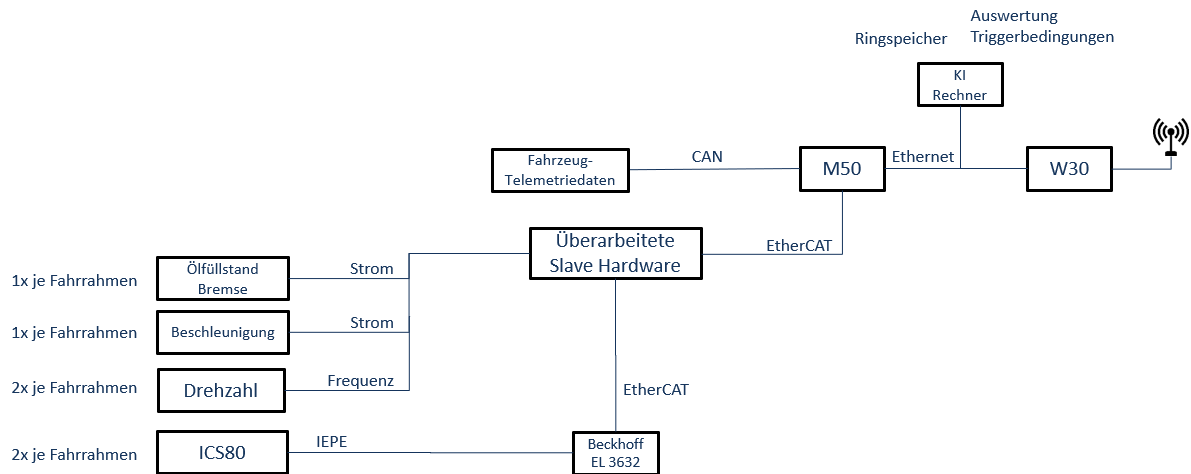 Auswertung
Ringspeicher
Triggerbedingungen
KI
Rechner
Fahrzeug-
Telemetriedaten
CAN
M50
Ethernet
W30
Überarbeitete
Slave Hardware
EtherCAT
1x je Fahrrahmen
Ölfüllstand
Bremse
Strom
1x je Fahrrahmen
Beschleunigung
Strom
2x je Fahrrahmen
Drehzahl
Frequenz
EtherCAT
2x je Fahrrahmen
ICS80
IEPE
Beckhoff
EL 3632